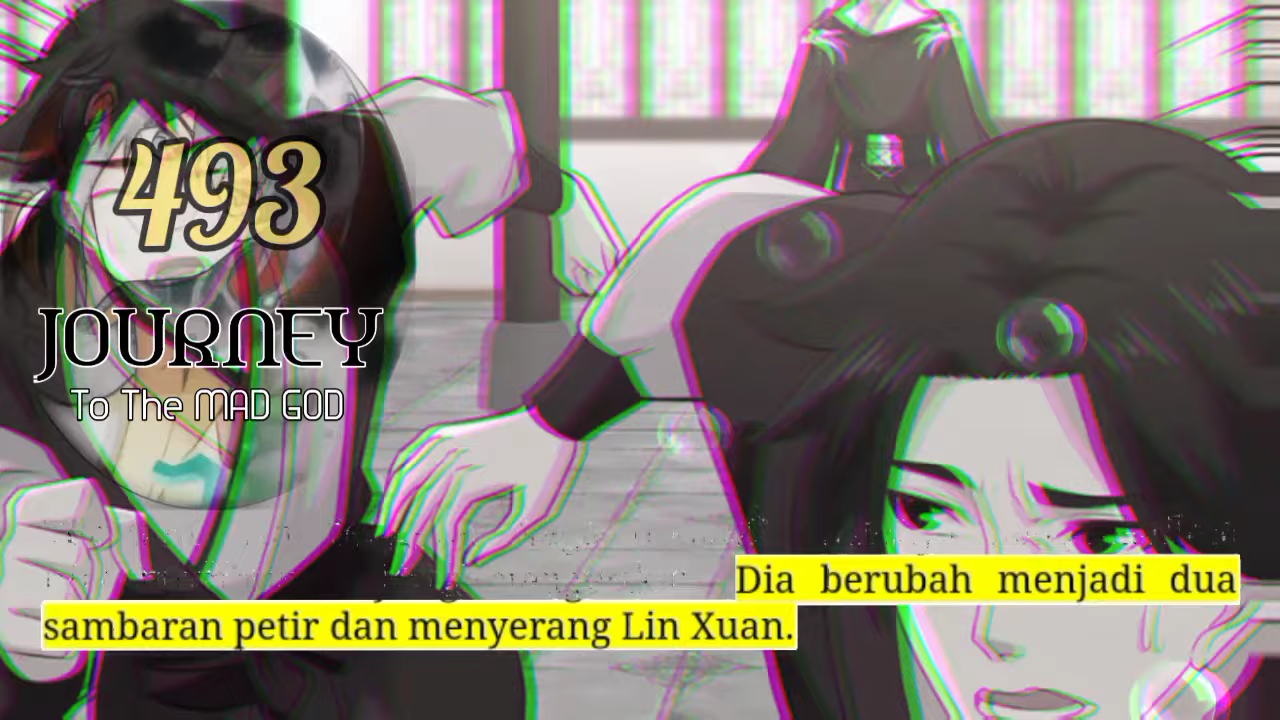 493
JOURNEY
To The MAD GOD
Dia berubah menjadi dua
sambaran petir dan menyerang Lin Xuan.